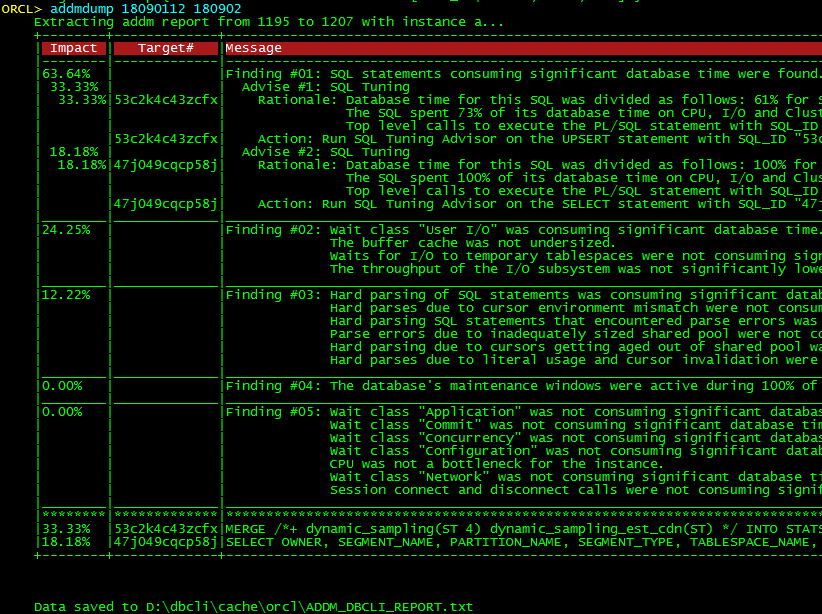 ORCL> addmdump 18090112 180902
Extracting addm report from 1195 to 1207 with instance a...
Impact | Target# |Message
63.64% | |Finding #01: SQL statements consuming significant database time were found.
33.33% | | Advise #1: SQL Tuning
33.33%|53c2k4c43zcfx| Rationale: Database time for this SQL was divided as follows: 61% for S
The SQL spent 73% of its database time on CPU, I/O and Clust
Top level calls to execute the PL/SQL statement with SQL_ID
|53c2k4c43zcfx| Action: Run SQL Tuning Advisor on the UPSERT statement with SQL_ID "53c
18.18% | | Advise #2: SQL Tuning
18.18%|47j049cqcp58j| Rationale: Database time for this SQL was divided as follows: 100% for
The SQL spent 100% of its database time on CPU, I/O and Clus
Top level calls to execute the PL/SQL statement with SQL_ID
|47j049cqcp58j| Action: Run SQL Tuning Advisor on the SELECT statement with SQL_ID "47j
24.25% | |Finding #02: Wait class "User I/O" was consuming significant database time.
The buffer cache was not undersized.
Waits for I/O to temporary tablespaces were not consuming sign
The throughput of the I/O subsystem was not significantly lowe
12.22% | |Finding #03: Hard parsing of SQL statements was consuming significant datab
Hard parses due to cursor environment mismatch were not consum
Hard parsing SQL statements that encountered parse errors was
Parse errors due to inadequately sized shared pool were not co
Hard parsing due to cursors getting aged out of shared pool wa
Hard parses due to literal usage and cursor invalidation were
0.00% | |Finding #04: The database's maintenance windows were active during 100% of
0.00% | |Finding #05: Wait class "Application" was not consuming significant databas
Wait class "Commit" was not consuming significant database tim
Wait class "Concurrency" was not consuming significant databas
Wait class "Configuration" was not consuming significant datab
CPU was not a bottleneck for the instance.
Wait class "Network" was not consuming significant database ti
Session connect and disconnect calls were not consuming signif
|********|*************|**************************************************************************
33.33% |53c2k4c43zcfx|MERGE /*+ dynamic_sampling(ST 4) dynamic_sampling_est_cdn(ST) */ INTO STATS
18.18% |47j049cqcp58j|SELECT OWNER, SEGMENT_NAME, PARTITION_NAME, SEGMENT_TYPE, TABLESPACE_NAME,
Data saved to D:\dbcli\cache\orcl\ADDM_DBCLI_REPORT.txt